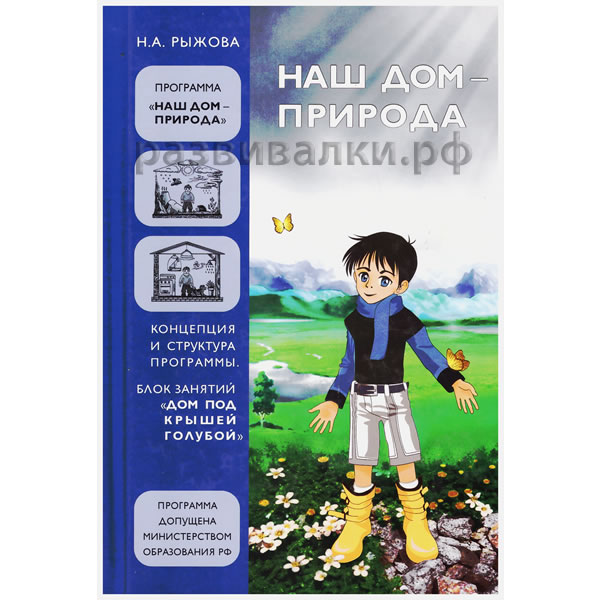 Н.А. РЫЖОВА
ПРОГРАММА
«НАШ ДОМ –
ПРИРОДА»
НАШ ДОМ –
ПРИРОДА
развивалки.рф
КОНЦЕПЦИЯ
И СТРУКТУРА
ПРОГРАММЫ.
БЛОК ЗАНЯТИЙ
«ДОМ ПОД
КРЫШЕЙ
ГОЛУБОЙ»
ПРОГРАММА
ДОПУЩЕНА
МИНИСТЕРСТВОМ
ОБРАЗОВАНИЯ РФ